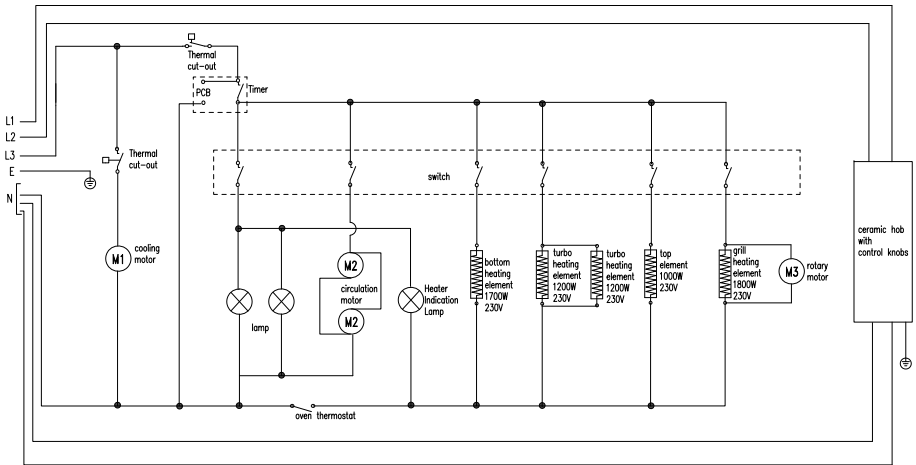 L1
L2
L3
E
N
Thermal
cut-out
PCB
Timer
Thermal
cut-out
switch
M1
cooling
motor
lamp
M2
circulation
motor
M2
Heater
Indication
Lamp
bottom
heating
element
1700W
230V
turbo
heating
element
1200W
230V
turbo
heating
element
1200W
230V
top
element
1000W
230V
grill
heating
element
1800W
230V
M3
rotary
motor
ceramic hob
with
control knobs
oven thermostat